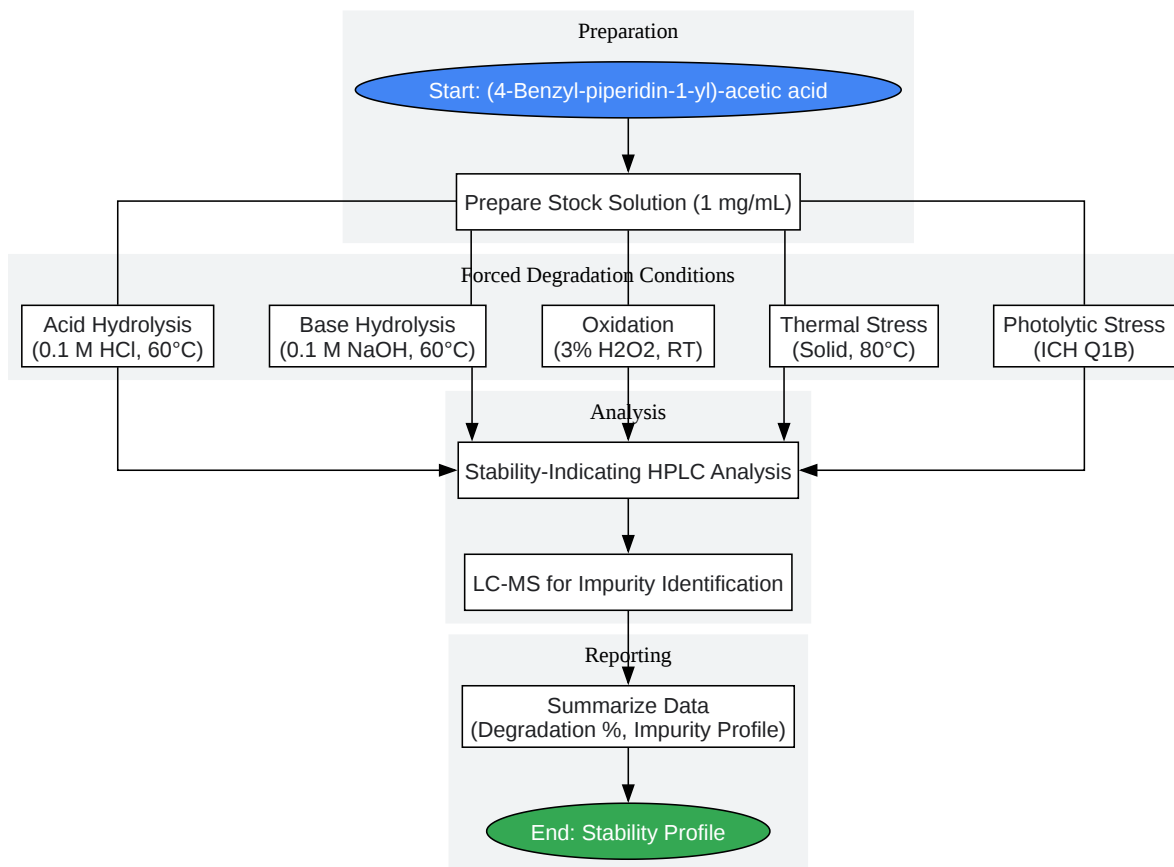 Preparation
Start: (4-Benzyl-piperidin-1-yl)-acetic acid
Prepare Stock Solution (1 mg/mL)
Forced Degradation Conditions
Acid Hydrolysis
(0.1 M HCl, 60°C)
Base Hydrolysis
(0.1 M NaOH, 60°C)
Oxidation
(3% H2O2, RT)
Thermal Stress
(Solid, 80°C)
Photolytic Stress
(ICH Q1B)
Analysis
Stability-Indicating HPLC Analysis
LC-MS for Impurity Identification
Reporting
Summarize Data
(Degradation %, Impurity Profile)
End: Stability Profile